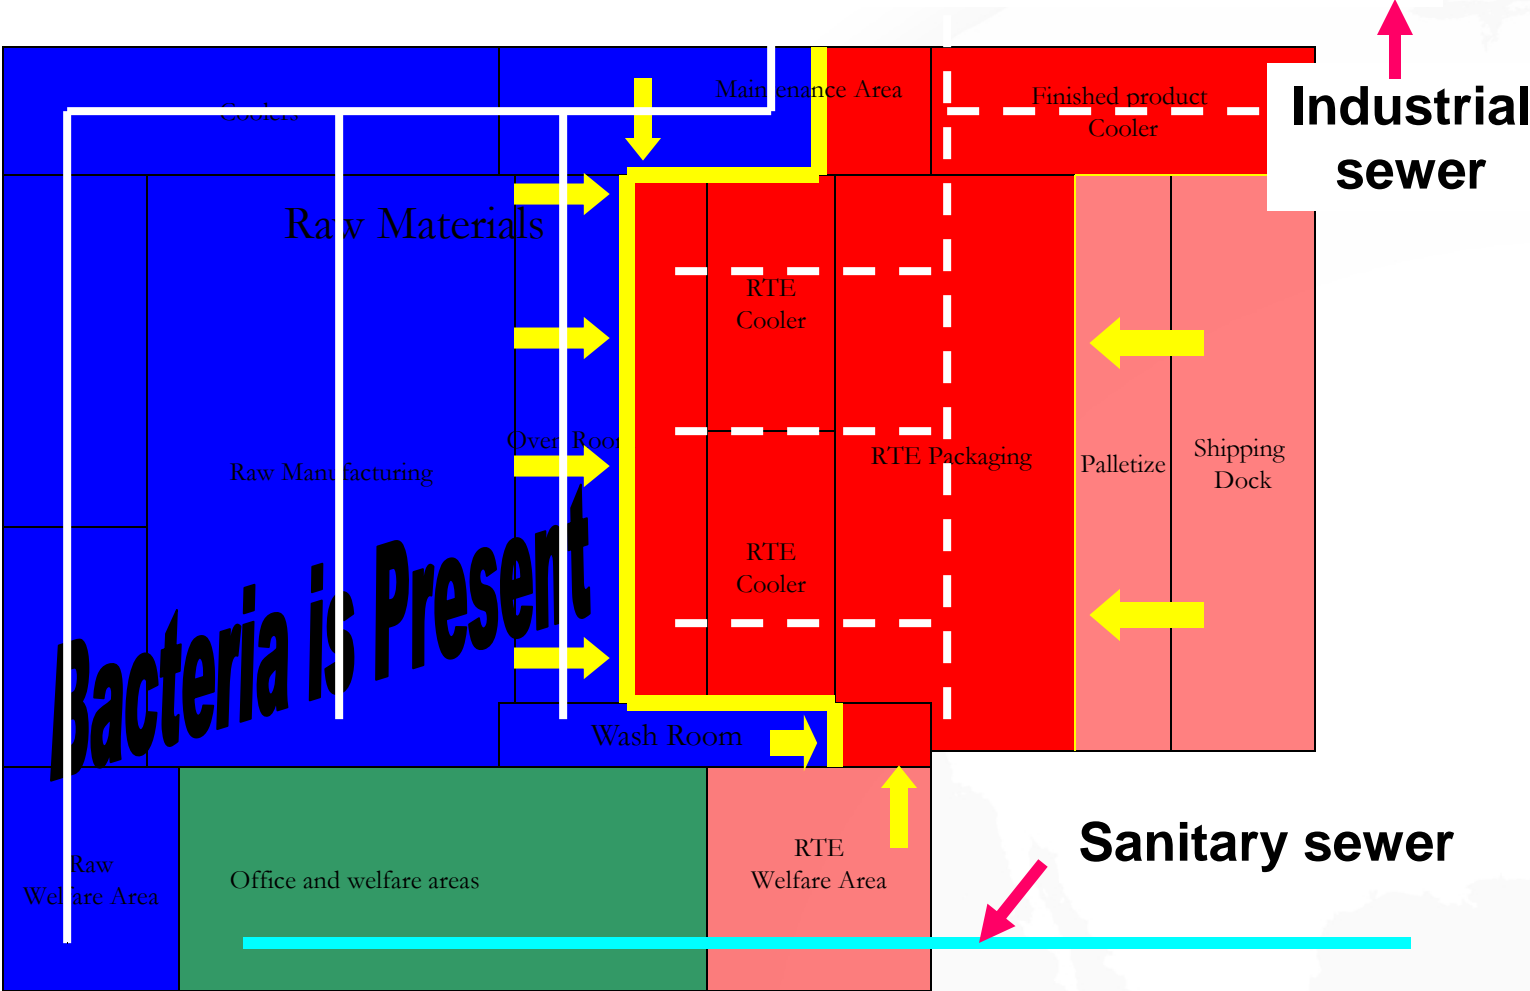 Coolers
Maintenance Area
Finished product
Cooler
Industrial
sewer
Raw Materials
RTE
Cooler
Oven Room
Raw Manufacturing
RTE Packaging
Palletize
Shipping
Dock
RTE
Cooler
Bacteria is Present
Wash Room
Sanitary sewer
Raw
Welfare Area
Office and welfare areas
RTE
Welfare Area